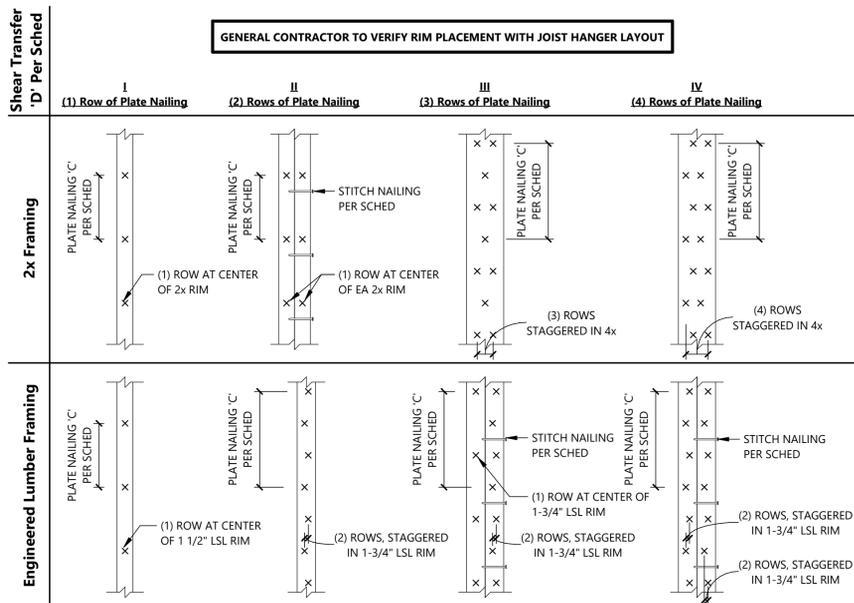 GENERAL CONTRACTOR TO VERIFY RIM PLACEMENT WITH JOIST HANGER LAYOUT
Shear Transfer
'D' Per Sched
I
(1) Row of Plate Nailing
II
(2) Rows of Plate Nailing
III
(3) Rows of Plate Nailing
IV
(4) Rows of Plate Nailing
2x Framing
PLATE NAILING 'C'
PER SCHED
(1) ROW AT CENTER
OF 2x RIM
PLATE NAILING 'C'
PER SCHED
STITCH NAILING
PER SCHED
(1) ROW AT CENTER
OF EA 2x RIM
PLATE NAILING 'C'
PER SCHED
(3) ROWS
STAGGERED IN 4x
PLATE NAILING 'C'
PER SCHED
(4) ROWS
STAGGERED IN 4x
Engineered Lumber Framing
PLATE NAILING 'C'
PER SCHED
(1) ROW AT CENTER
OF 1 1/2" LSL RIM
PLATE NAILING 'C'
PER SCHED
(2) ROWS, STAGGERED
IN 1-3/4" LSL RIM
PLATE NAILING 'C'
PER SCHED
STITCH NAILING
PER SCHED
(1) ROW AT CENTER OF
1-3/4" LSL RIM
(2) ROWS, STAGGERED
IN 1-3/4" LSL RIM
PLATE NAILING 'C'
PER SCHED
STITCH NAILING
PER SCHED
(2) ROWS, STAGGERED
IN 1-3/4" LSL RIM
(2) ROWS, STAGGERED
IN 1-3/4" LSL RIM